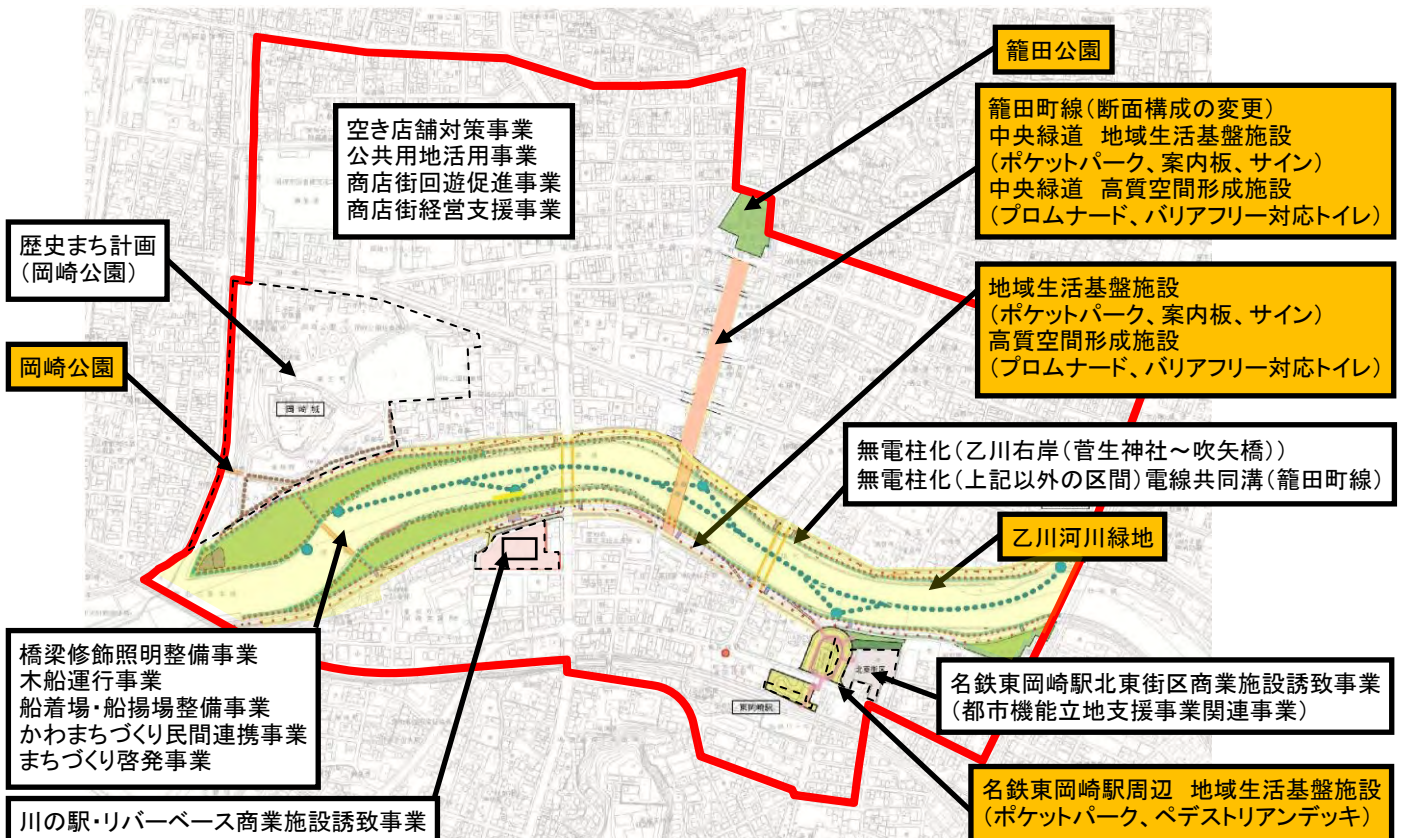 籠田公園
籠田町線(断面構成の変更)
中央緑道 地域生活基盤施設
(ポケットパーク、案内板、サイン)
中央緑道 高質空間形成施設
(プロムナード、バリアフリー対応トイレ)
空き店舗対策事業
公共用地活用事業
商店街回遊促進事業
商店街経営支援事業
歴史まち計画
(岡崎公園)
地域生活基盤施設
(ポケットパーク、案内板、サイン)
高質空間形成施設
(プロムナード、バリアフリー対応トイレ)
岡崎公園
岡崎城
無電柱化(乙川右岸(菅生神社～吹矢橋))
無電柱化(上記以外の区間)電線共同溝(籠田町線)
乙川河川緑地
橋梁修飾照明整備事業
木船運行事業
船着場・船揚場整備事業
かわまちづくり民間連携事業
まちづくり啓発事業
北東街区
東岡崎駅
名鉄東岡崎駅北東街区商業施設誘致事業
(都市機能立地支援事業関連事業)
名鉄東岡崎駅周辺 地域生活基盤施設
(ポケットパーク、ペデストリアンデッキ)
川の駅・リバーベース商業施設誘致事業